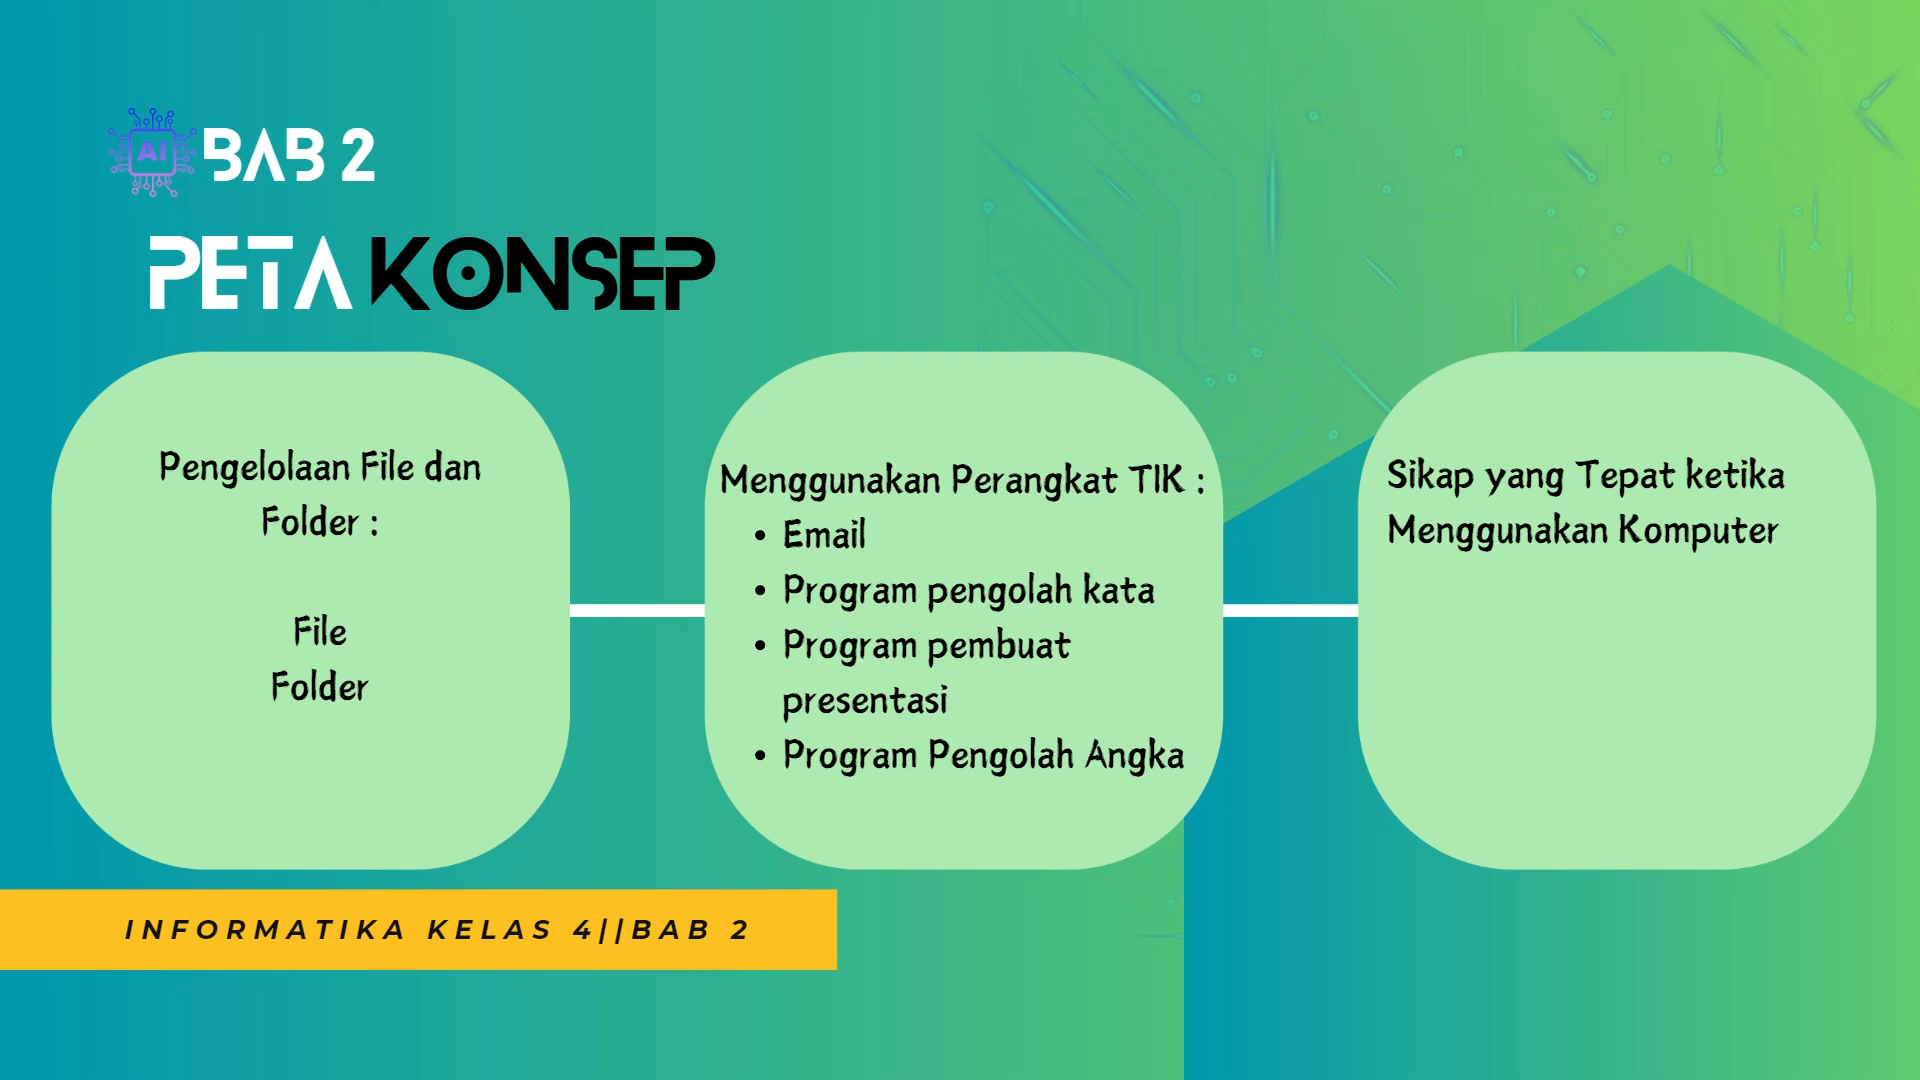 AI
BAB 2
PETA KONSEP
Pengelolaan File dan
Folder :
File
Folder
Menggunakan Perangkat TIK :
• Email
• Program pengolah kata
• Program pembuat
presentasi
• Program Pengolah Angka
Sikap yang Tepat ketika
Menggunakan Komputer
INFORMATIKA KELAS 4||BAB 2